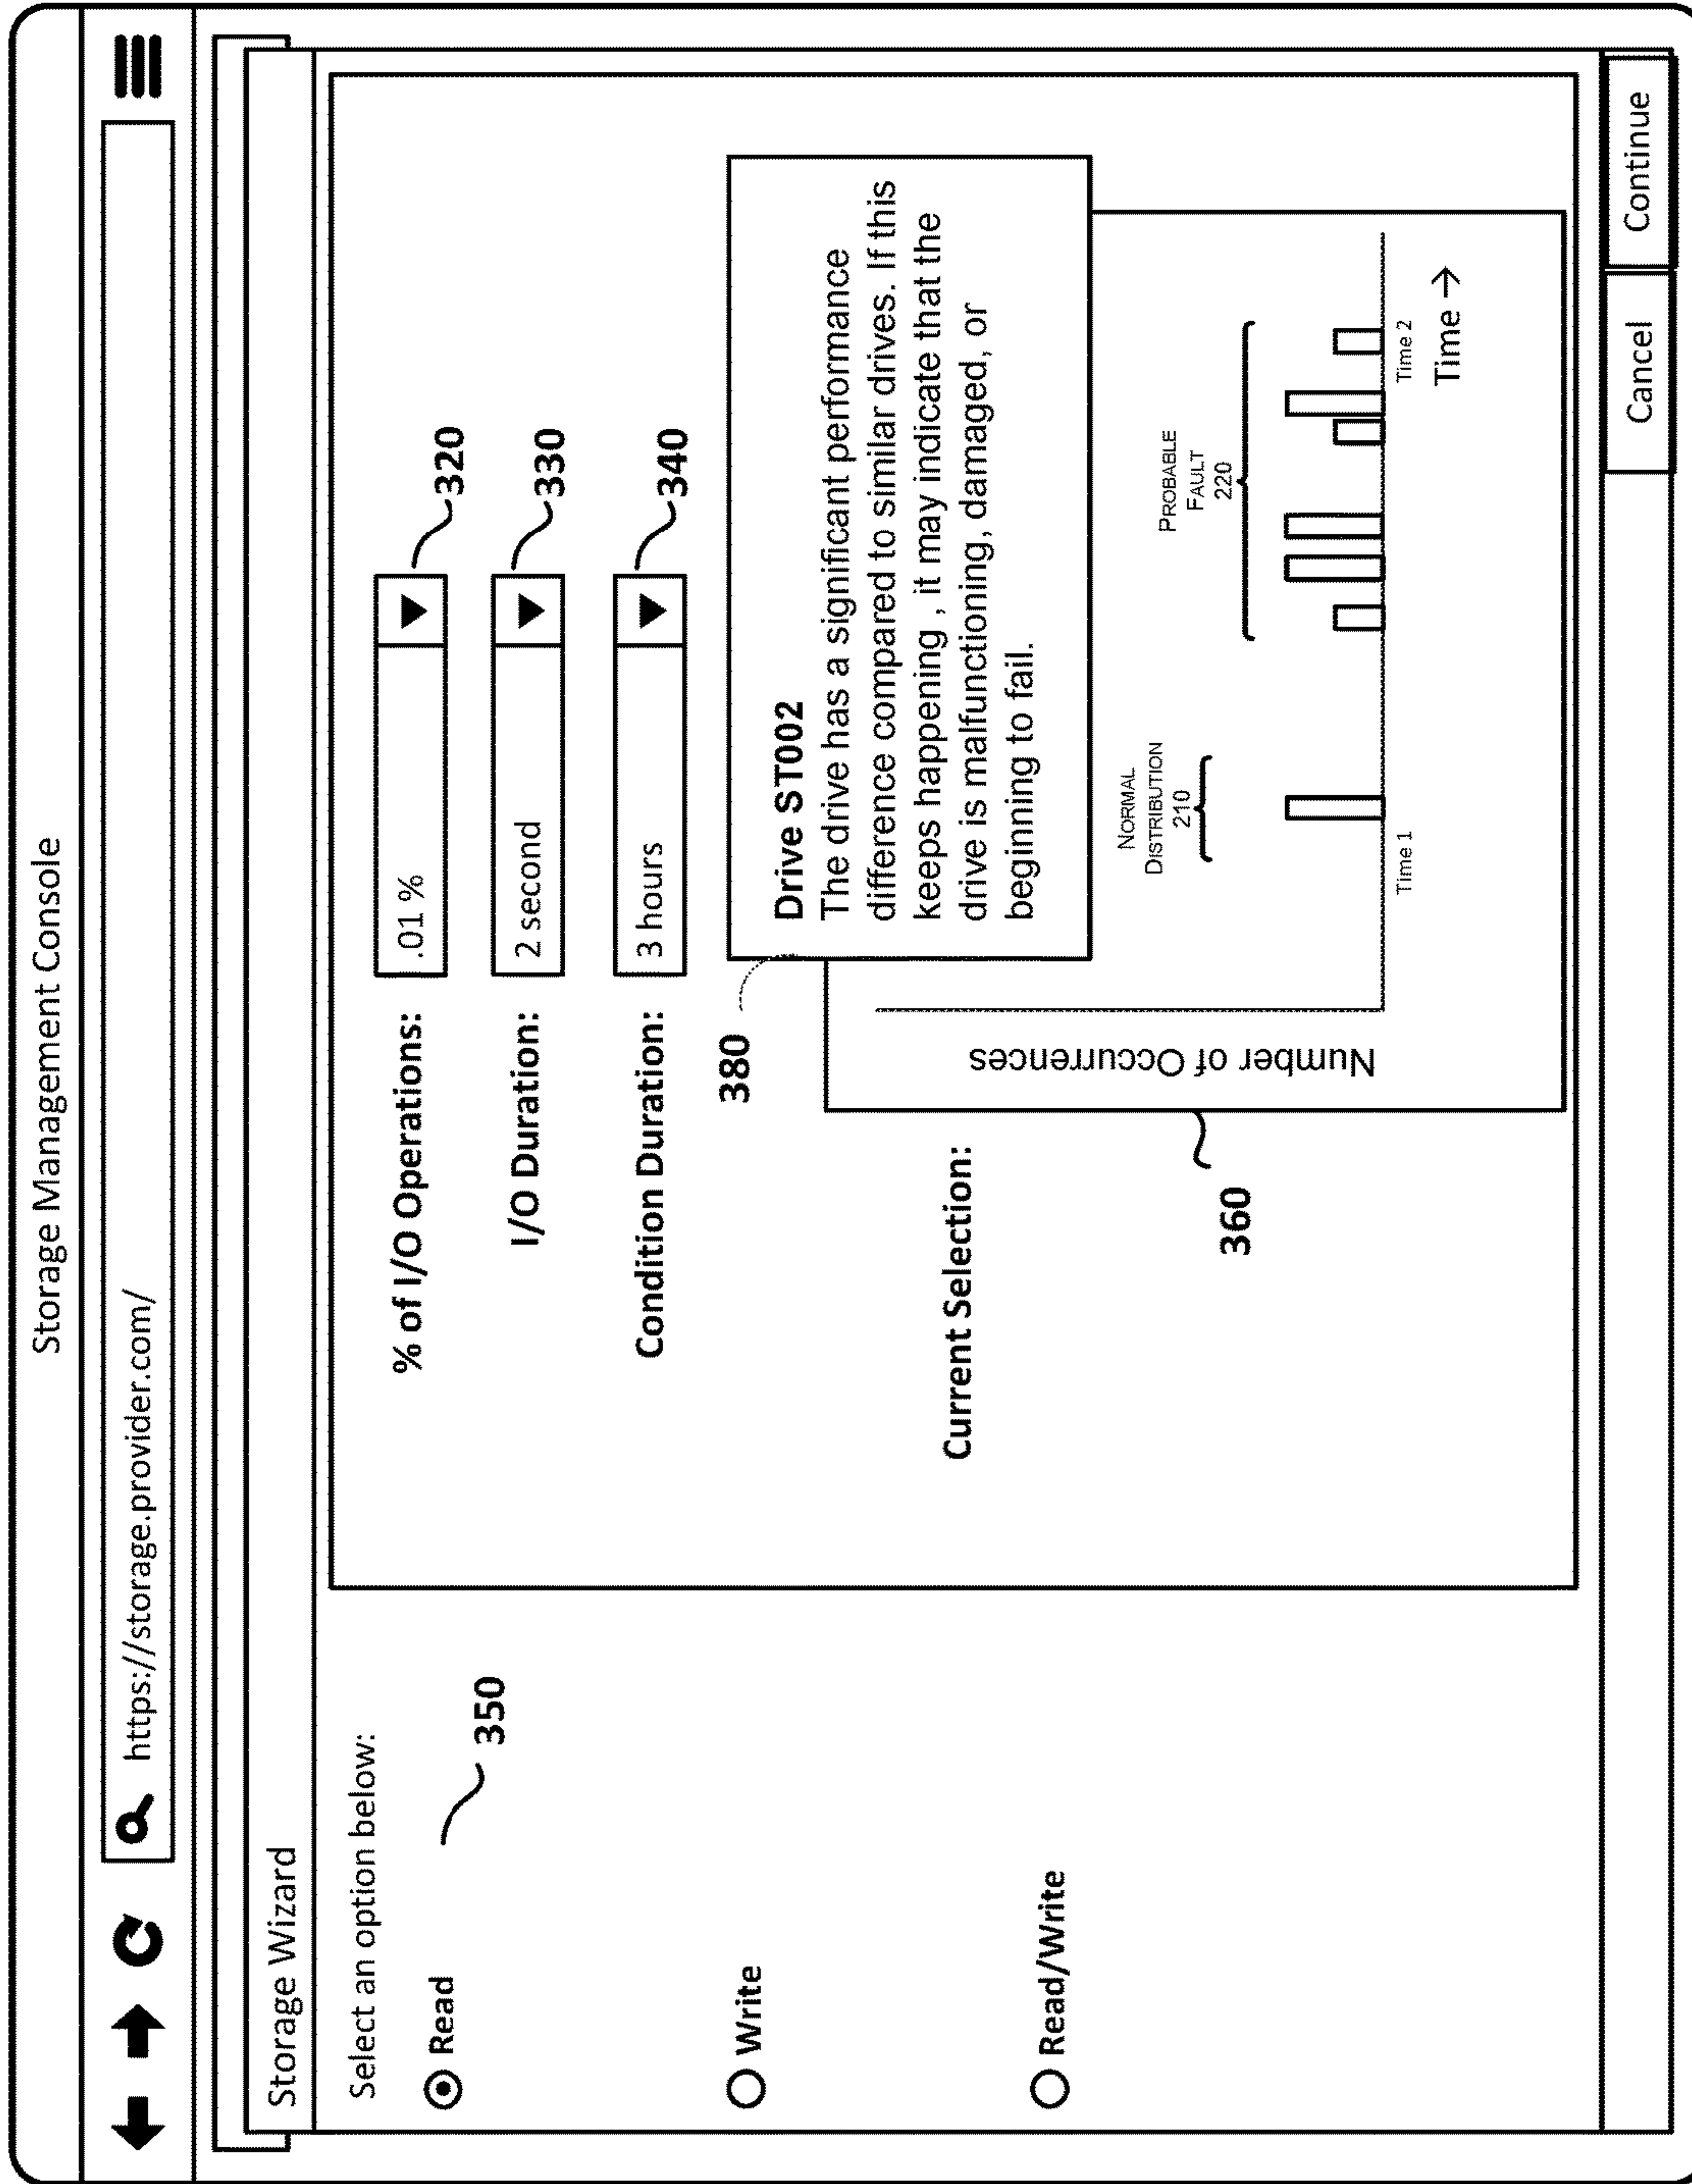 Storage Management Console
https://storage.provider.com/
Storage Wizard
Select an option below:
Read
350
Write
Read/Write
% of I/O Operations:
.01 %
320
I/O Duration:
2 second
330
Condition Duration:
3 hours
340
380
Drive ST002
The drive has a significant performance
difference compared to similar drives. If this
keeps happening , it may indicate that the
drive is malfunctioning, damaged, or
beginning to fail.
Current Selection:
360
Number of Occurrences
NORMAL
DISTRIBUTION
210
PROBABLE
FAULT
220
Time 1
Time 2
Time →
Cancel
Continue